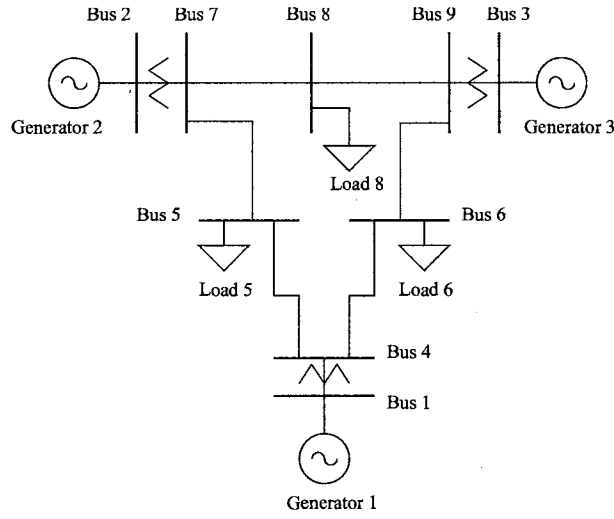 Bus 2
Bus 7
Bus 8
Bus 9
Bus 3
Generator 2
Generator 3
Load 8
Bus 5
Bus 6
Load 5
Load 6
Bus 4
Bus 1
Generator 1